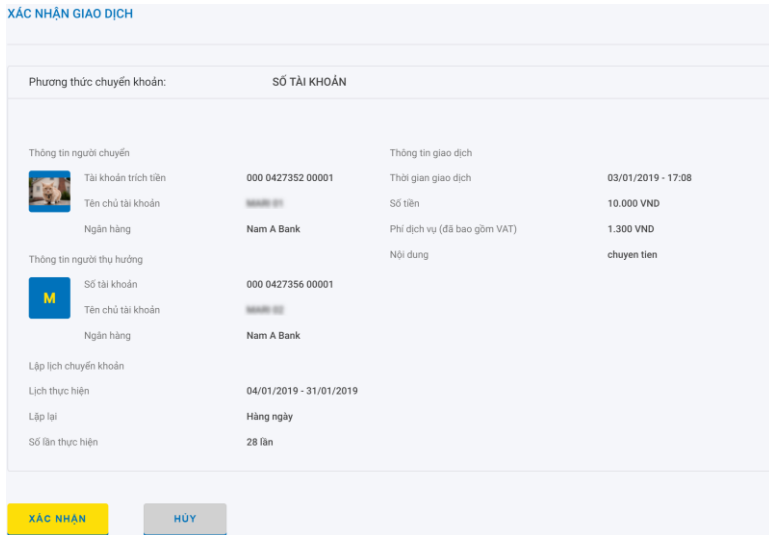 XÁC NHẬN GIAO DỊCH
Phương thức chuyển khoản: SỐ TÀI KHOẢN
Thông tin người chuyển
Tài khoản trích tiền 000 0427352 00001
Tên chủ tài khoản
Ngân hàng Nam A Bank
Thông tin người thụ hưởng
M
Số tài khoản 000 0427356 00001
Tên chủ tài khoản
Ngân hàng Nam A Bank
Lập lịch chuyển khoản
Lịch thực hiện 04/01/2019 - 31/01/2019
Lặp lại Hàng ngày
Số lần thực hiện 28 lần
Thông tin giao dịch
Thời gian giao dịch 03/01/2019 - 17:08
Số tiền 10.000 VND
Phí dịch vụ (đã bao gồm VAT) 1.300 VND
Nội dung chuyen tien
XÁC NHẬN HỦY